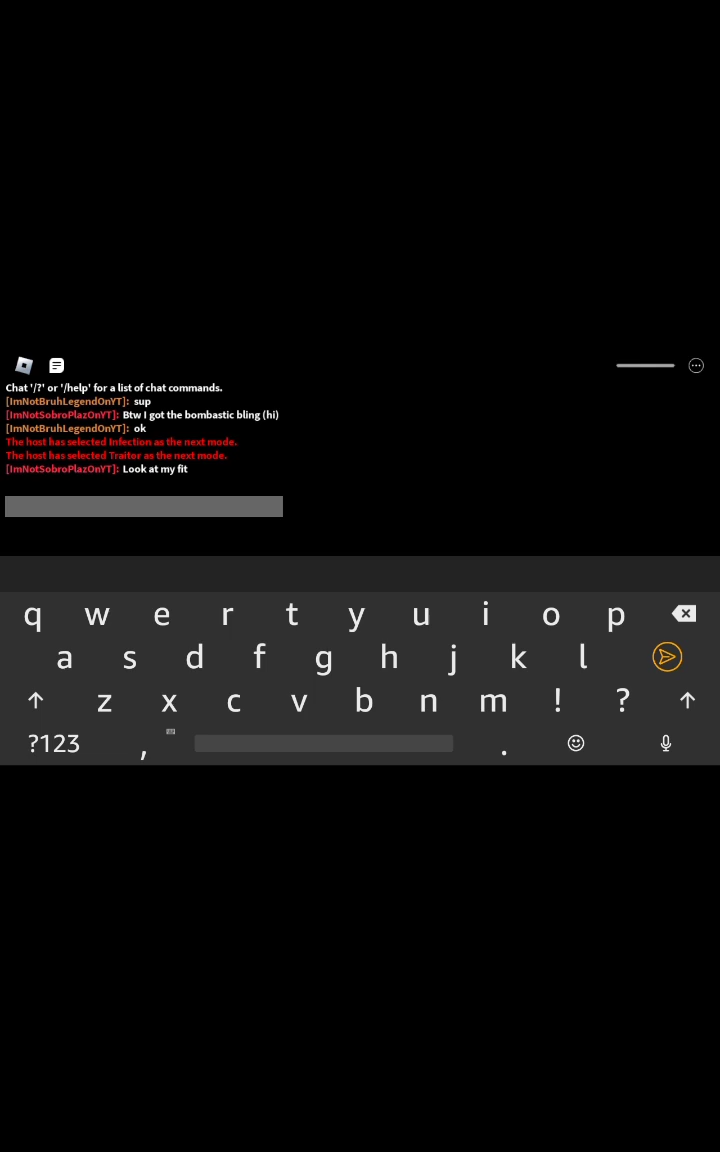 Chat '/?' or '/help' for a list of chat commands.
[ImNotBruhLegendOnYT]: sup
[ImNotSobroPlazOnYT]: Btw I got the bombastic bling (hi)
[ImNotBruhLegendOnYT]: ok
The host has selected Infection as the next mode.
The host has selected Traitor as the next mode.
[ImNotSobroPlazOnYT]: Look at my fit
q w e r t y u i o p
a s d f g h j k l
z x c v b n m ! ?
?123 , .